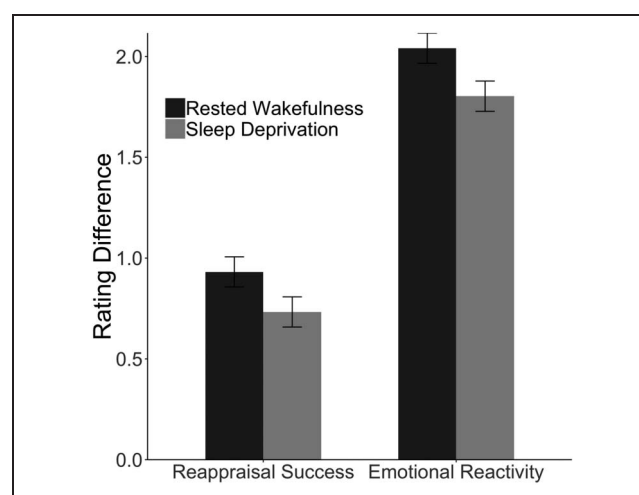 2.0
Rested Wakefulness
Sleep Deprivation
1.5
Rating Difference
1.0
0.5
0.0
Reappraisal Success Emotional Reactivity